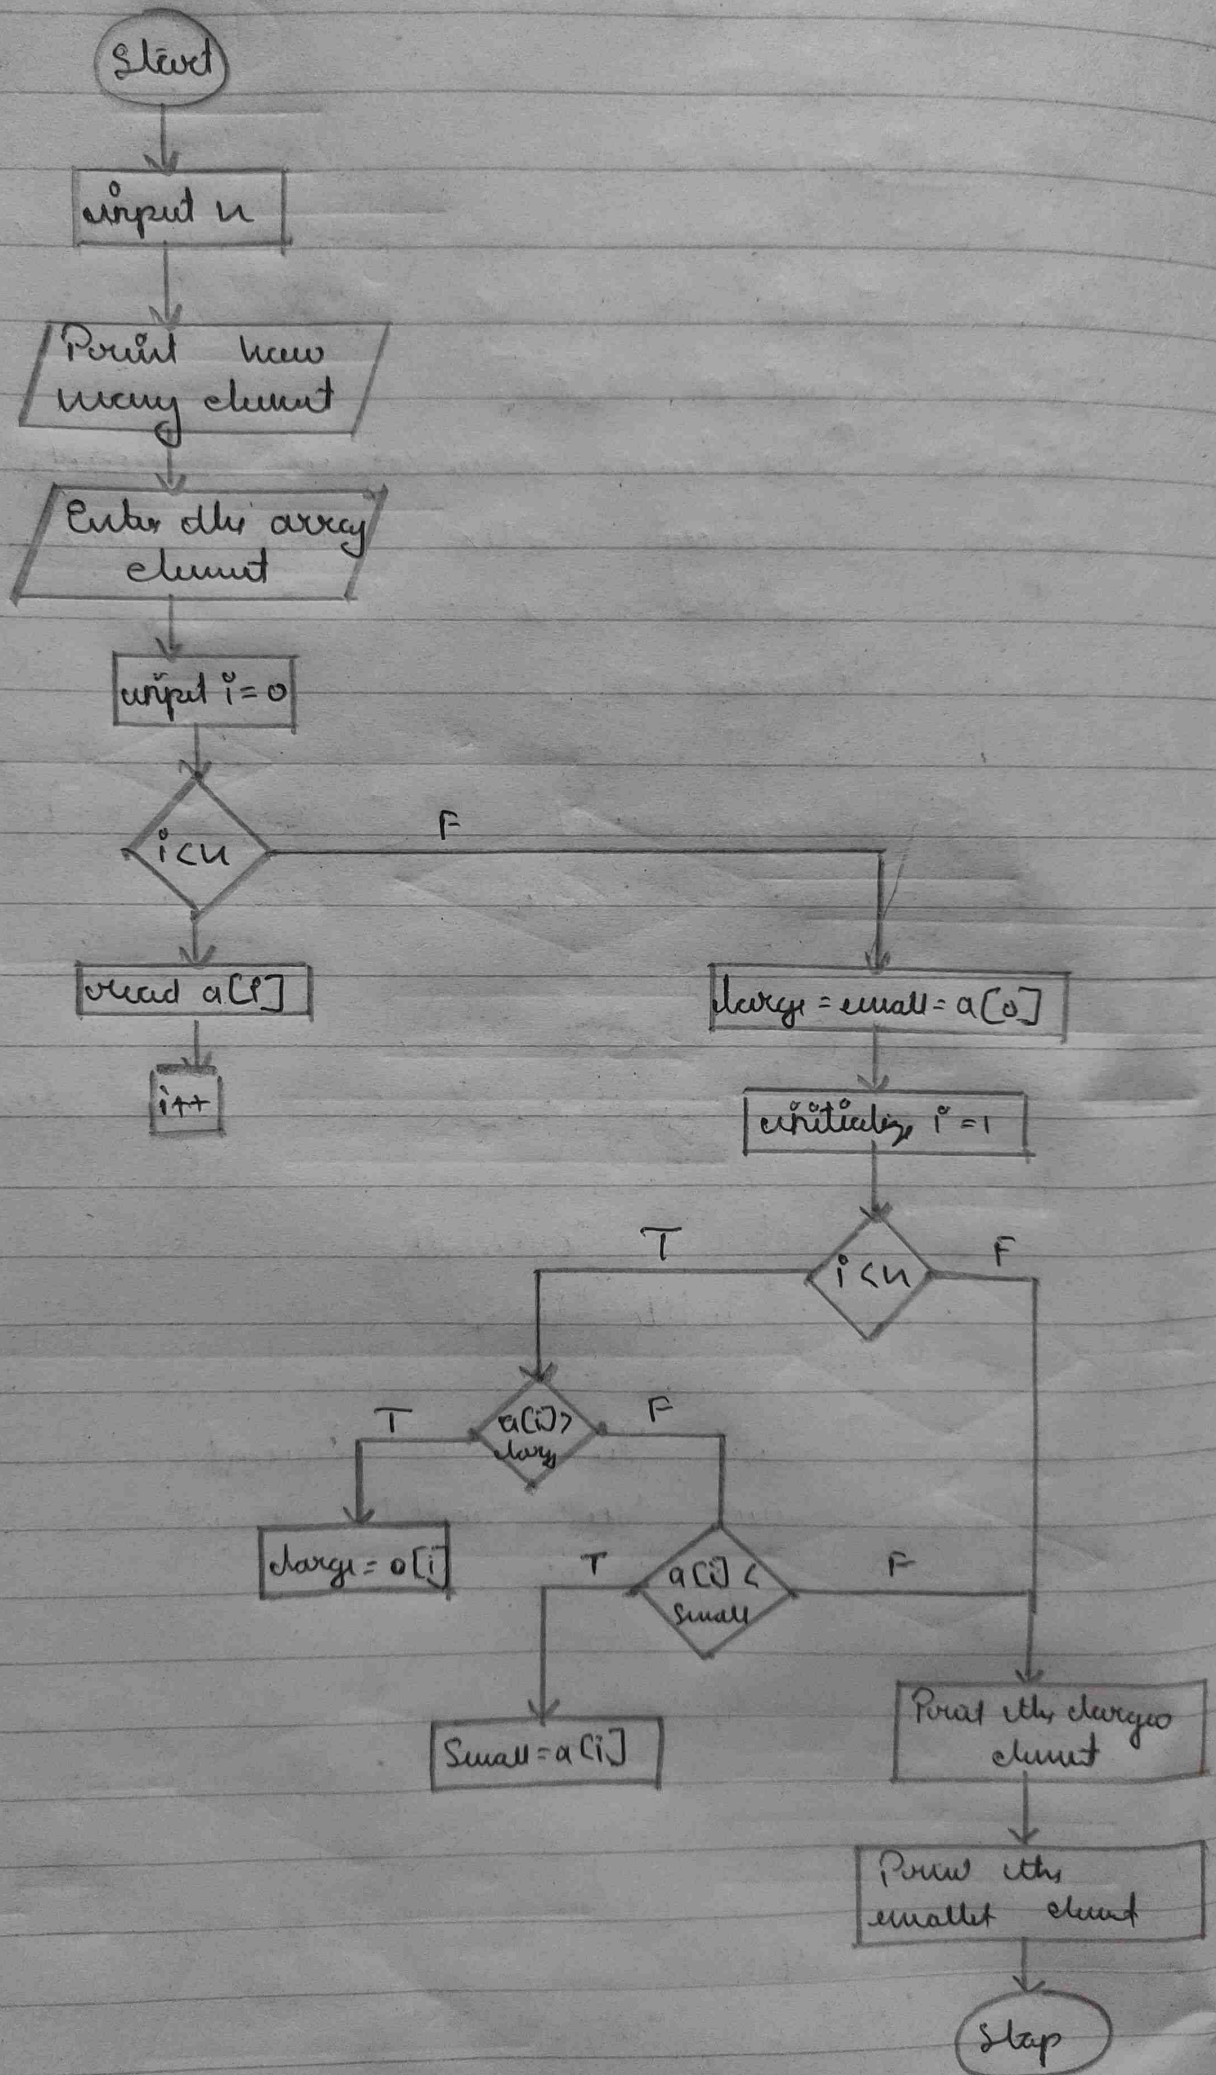 Start
input n
Print how
many element
Enter the array
element
input i=0
i<n
F
read a[i]
large=small=a[0]
i++
initialize i=1
T
F
i<n
T
F
a[i]>
large
large=a[i]
T
F
a[i]<
small
Small=a[i]
Print the
element
Print the
smallest element
Stop